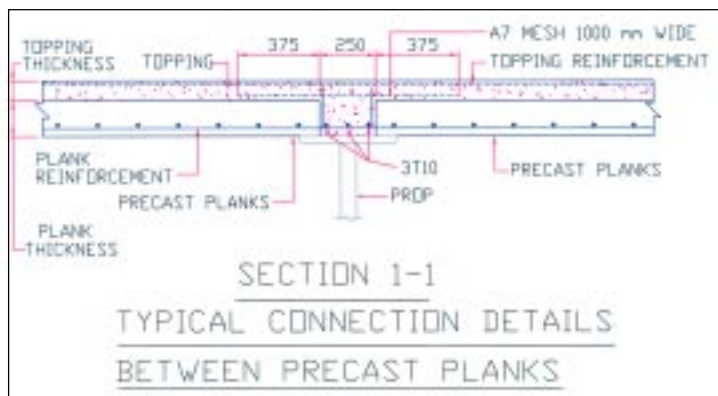 A7 MESH 1000 mm WIDE
375 250 375
TOPPING THICKNESS
TOPPING
TOPPING REINFORCEMENT
PLANK REINFORCEMENT
3T10
PRECAST PLANKS
PRECAST PLANKS
PROP
PLANK THICKNESS
SECTION 1-1
TYPICAL CONNECTION DETAILS
BETWEEN PRECAST PLANKS